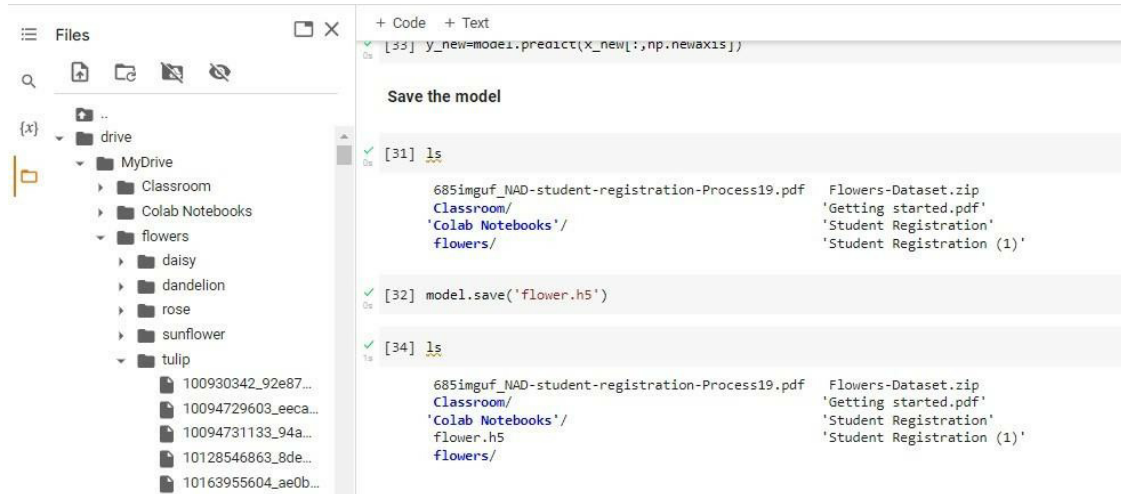 Files
{x}
..
drive
MyDrive
Classroom
Colab Notebooks
flowers
daisy
dandelion
rose
sunflower
tulip
100930342_92e87...
10094729603_eeca...
10094731133_94a...
10128546863_8de...
10163955604_ae0b...
+ Code + Text
0s [33] y_new=model.predict(x_new[:,np.newaxis])
Save the model
0s [31] ls
685imguf_NAD-student-registration-Process19.pdf Flowers-Dataset.zip
Classroom/ 'Getting started.pdf'
'Colab Notebooks'/ 'Student Registration'
flowers/ 'Student Registration (1)'
0s [32] model.save('flower.h5')
1s [34] ls
685imguf_NAD-student-registration-Process19.pdf Flowers-Dataset.zip
Classroom/ 'Getting started.pdf'
'Colab Notebooks'/ 'Student Registration'
flower.h5 'Student Registration (1)'
flowers/